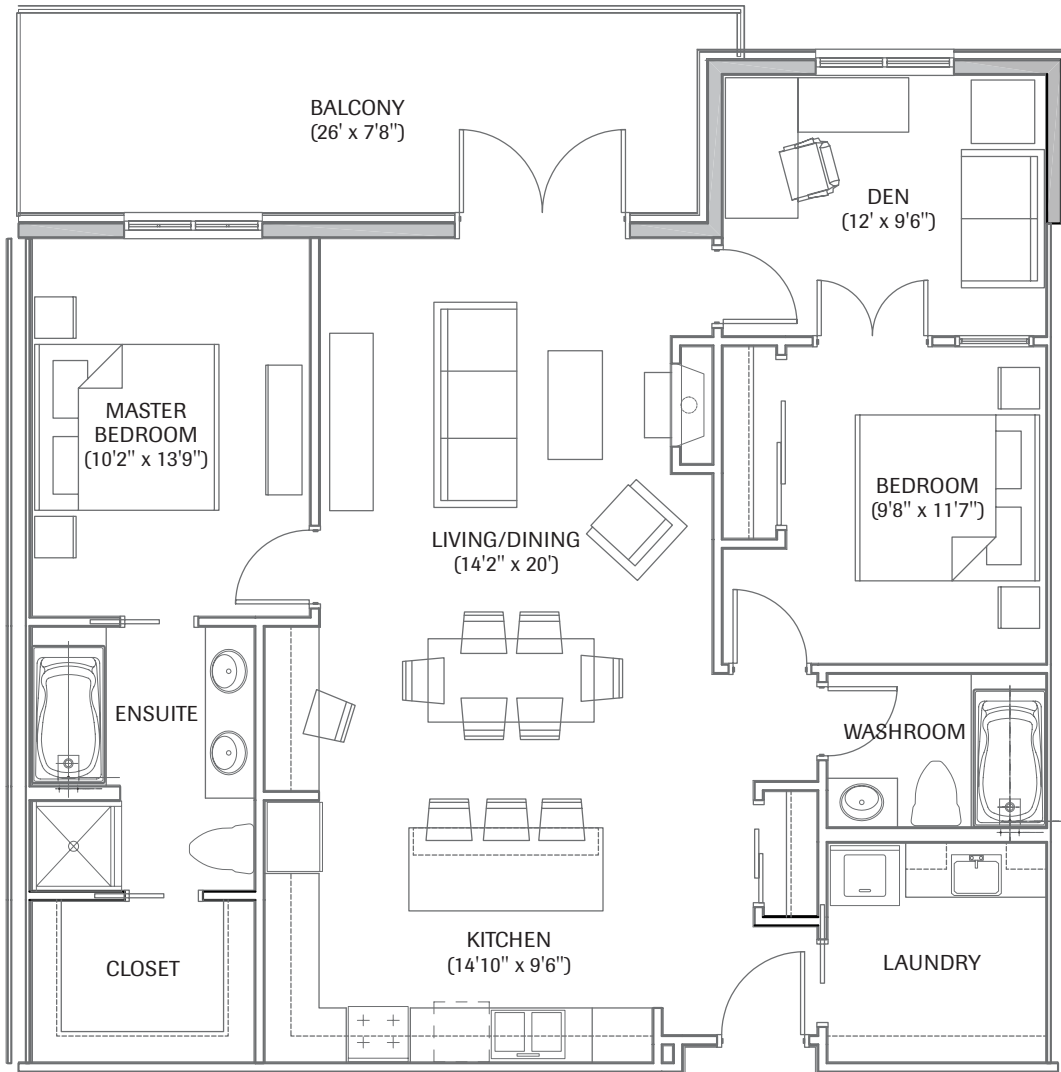 BALCONY
(26' x 7'8")
DEN
(12' x 9'6")
MASTER
BEDROOM
(10'2" x 13'9")
BEDROOM
(9'8" x 11'7")
LIVING/DINING
(14'2" x 20')
ENSUITE
WASHROOM
KITCHEN
(14'10" x 9'6")
CLOSET
LAUNDRY